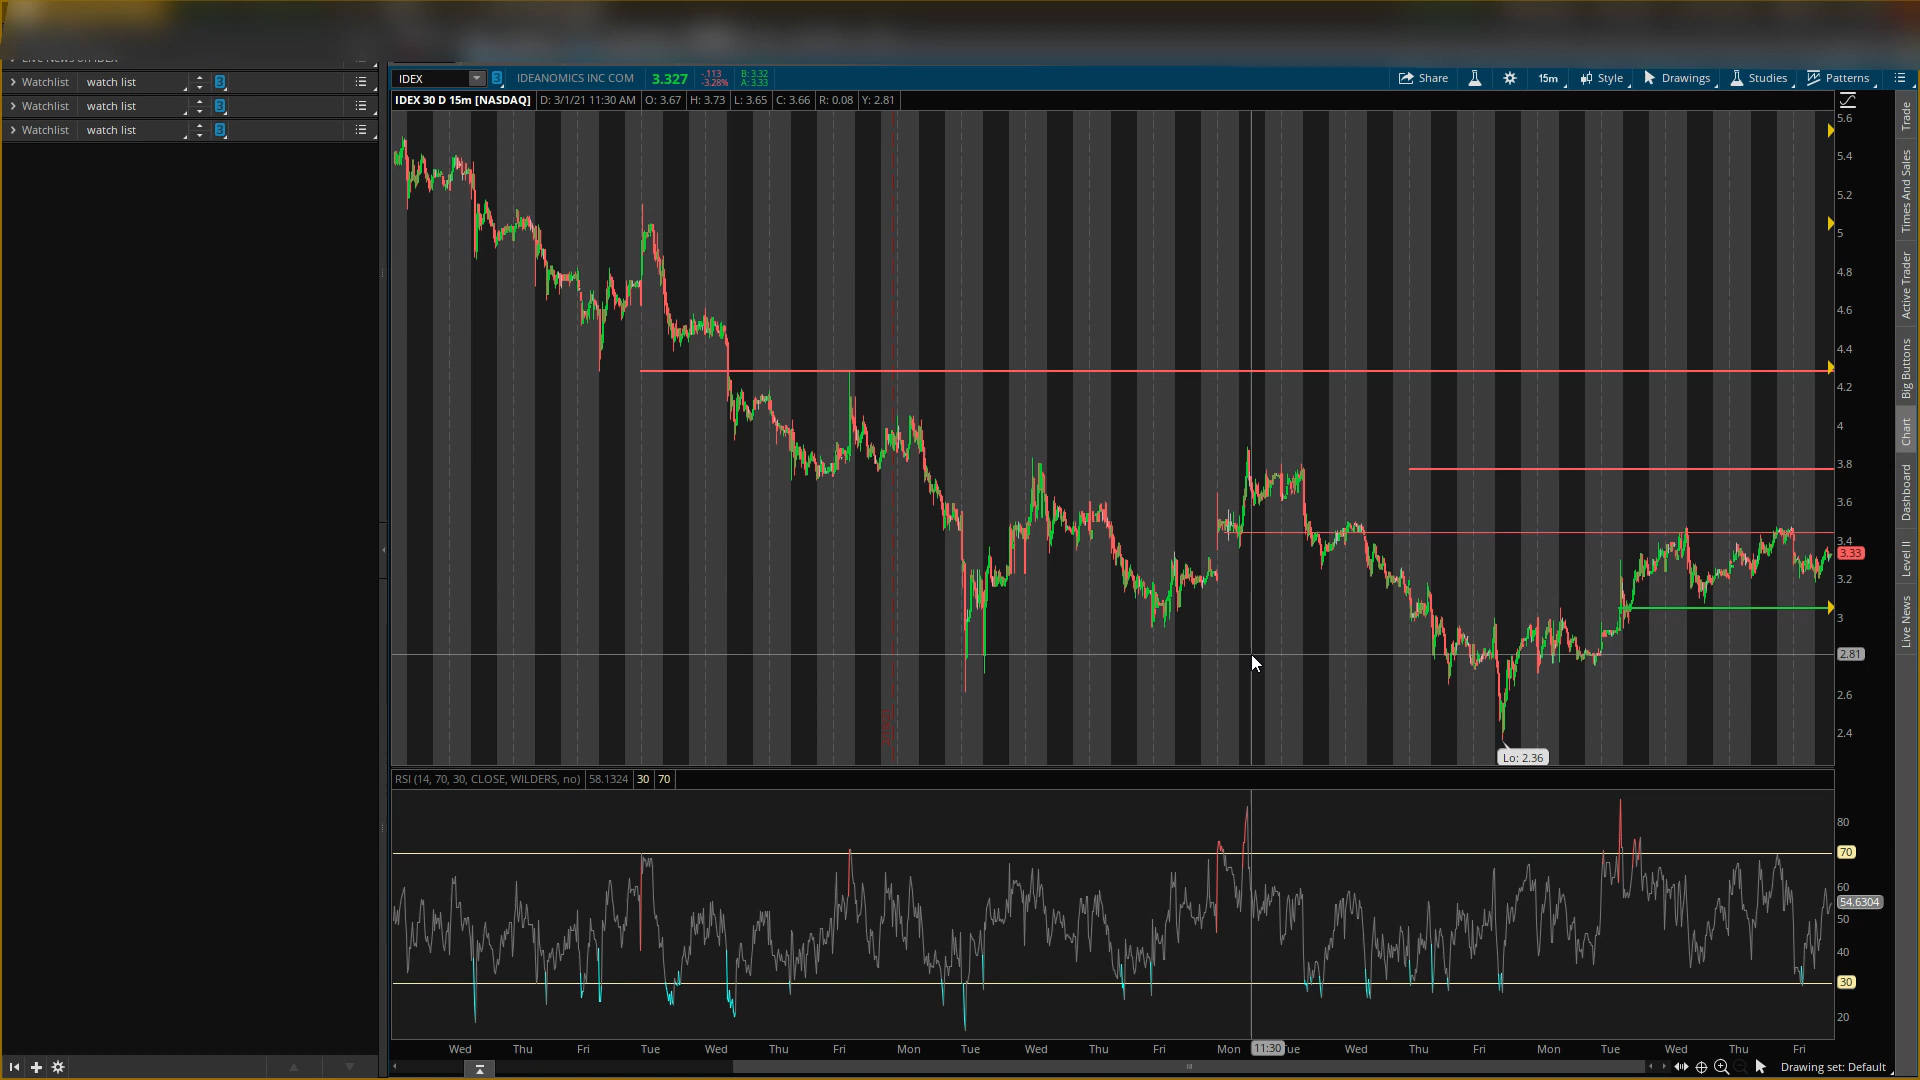 Watchlist watch list 3
Watchlist watch list 3
Watchlist watch list 3
IDEX 3 IDEANOMICS INC COM 3.327 -.113 -3.28% B: 3.32 A: 3.33 Share 15m Style Drawings Studies Patterns
IDEX 30 D 15m [NASDAQ] D: 3/1/21 11:30 AM O: 3.67 H: 3.73 L: 3.65 C: 3.66 R: 0.08 Y: 2.81
5.6
5.4
5.2
5
4.8
4.6
4.4
4.2
4
3.8
3.6
3.4
3.33
3.2
3
2.81
2.6
2.4
Lo: 2.36
RSI (14, 70, 30, CLOSE, WILDERS, no) 58.1324 30 70
80
70
60
54.6304
50
40
30
20
Wed Thu Fri Tue Wed Thu Fri Mon Tue Wed Thu Fri Mon 11:30 ue Wed Thu Fri Mon Tue Wed Thu Fri
Drawing set: Default
Trade
Times And Sales
Active Trader
Big Buttons
Chart
Dashboard
Level II
Live News